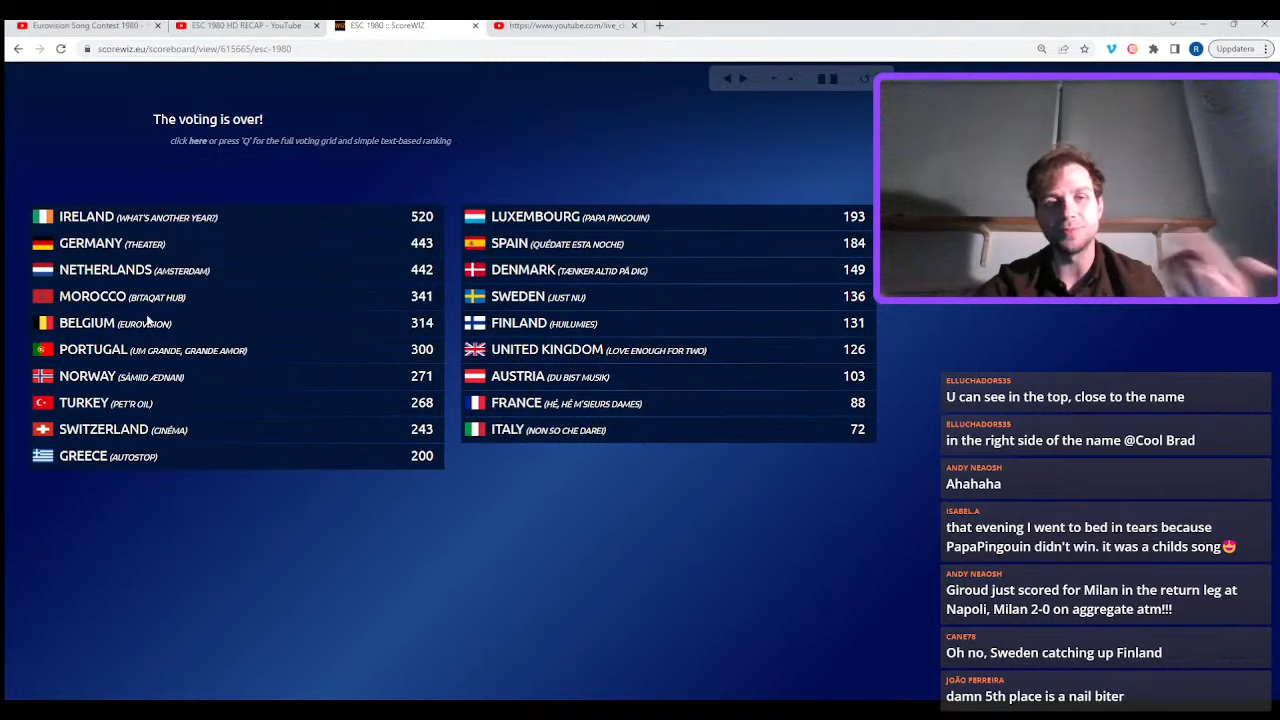 Eurovision Song Contest 1980 -
ESC 1980 HD RECAP - YouTube
WIZ ESC 1980 :: ScoreWIZ
https://www.youtube.com/live_c
scorewiz.eu/scoreboard/view/615665/esc-1980
R
Uppdatera
The voting is over!
click here or press 'Q' for the full voting grid and simple text-based ranking
IRELAND (WHAT'S ANOTHER YEAR?) 520
GERMANY (THEATER) 443
NETHERLANDS (AMSTERDAM) 442
MOROCCO (BITAQAT HUB) 341
BELGIUM (EUROVISION) 314
PORTUGAL (UM GRANDE, GRANDE AMOR) 300
NORWAY (SÁMIID ÆDNAN) 271
TURKEY (PET'R OIL) 268
SWITZERLAND (CINÉMA) 243
GREECE (AUTOSTOP) 200
LUXEMBOURG (PAPA PINGOUIN) 193
SPAIN (QUÉDATE ESTA NOCHE) 184
DENMARK (TÆNKER ALTID PÅ DIG) 149
SWEDEN (JUST NU) 136
FINLAND (HUILUMIES) 131
UNITED KINGDOM (LOVE ENOUGH FOR TWO) 126
AUSTRIA (DU BIST MUSIK) 103
FRANCE (HÉ, HÉ M'SIEURS DAMES) 88
ITALY (NON SO CHE DAREI) 72
ELLUCHADOR535
U can see in the top, close to the name
ELLUCHADOR535
in the right side of the name @Cool Brad
ANDY NEAOSH
Ahahaha
ISABEL.A
that evening I went to bed in tears because
PapaPingouin didn't win. it was a childs song😍
ANDY NEAOSH
Giroud just scored for Milan in the return leg at
Napoli, Milan 2-0 on aggregate atm!!!
CANE78
Oh no, Sweden catching up Finland
JOÃO FERREIRA
damn 5th place is a nail biter